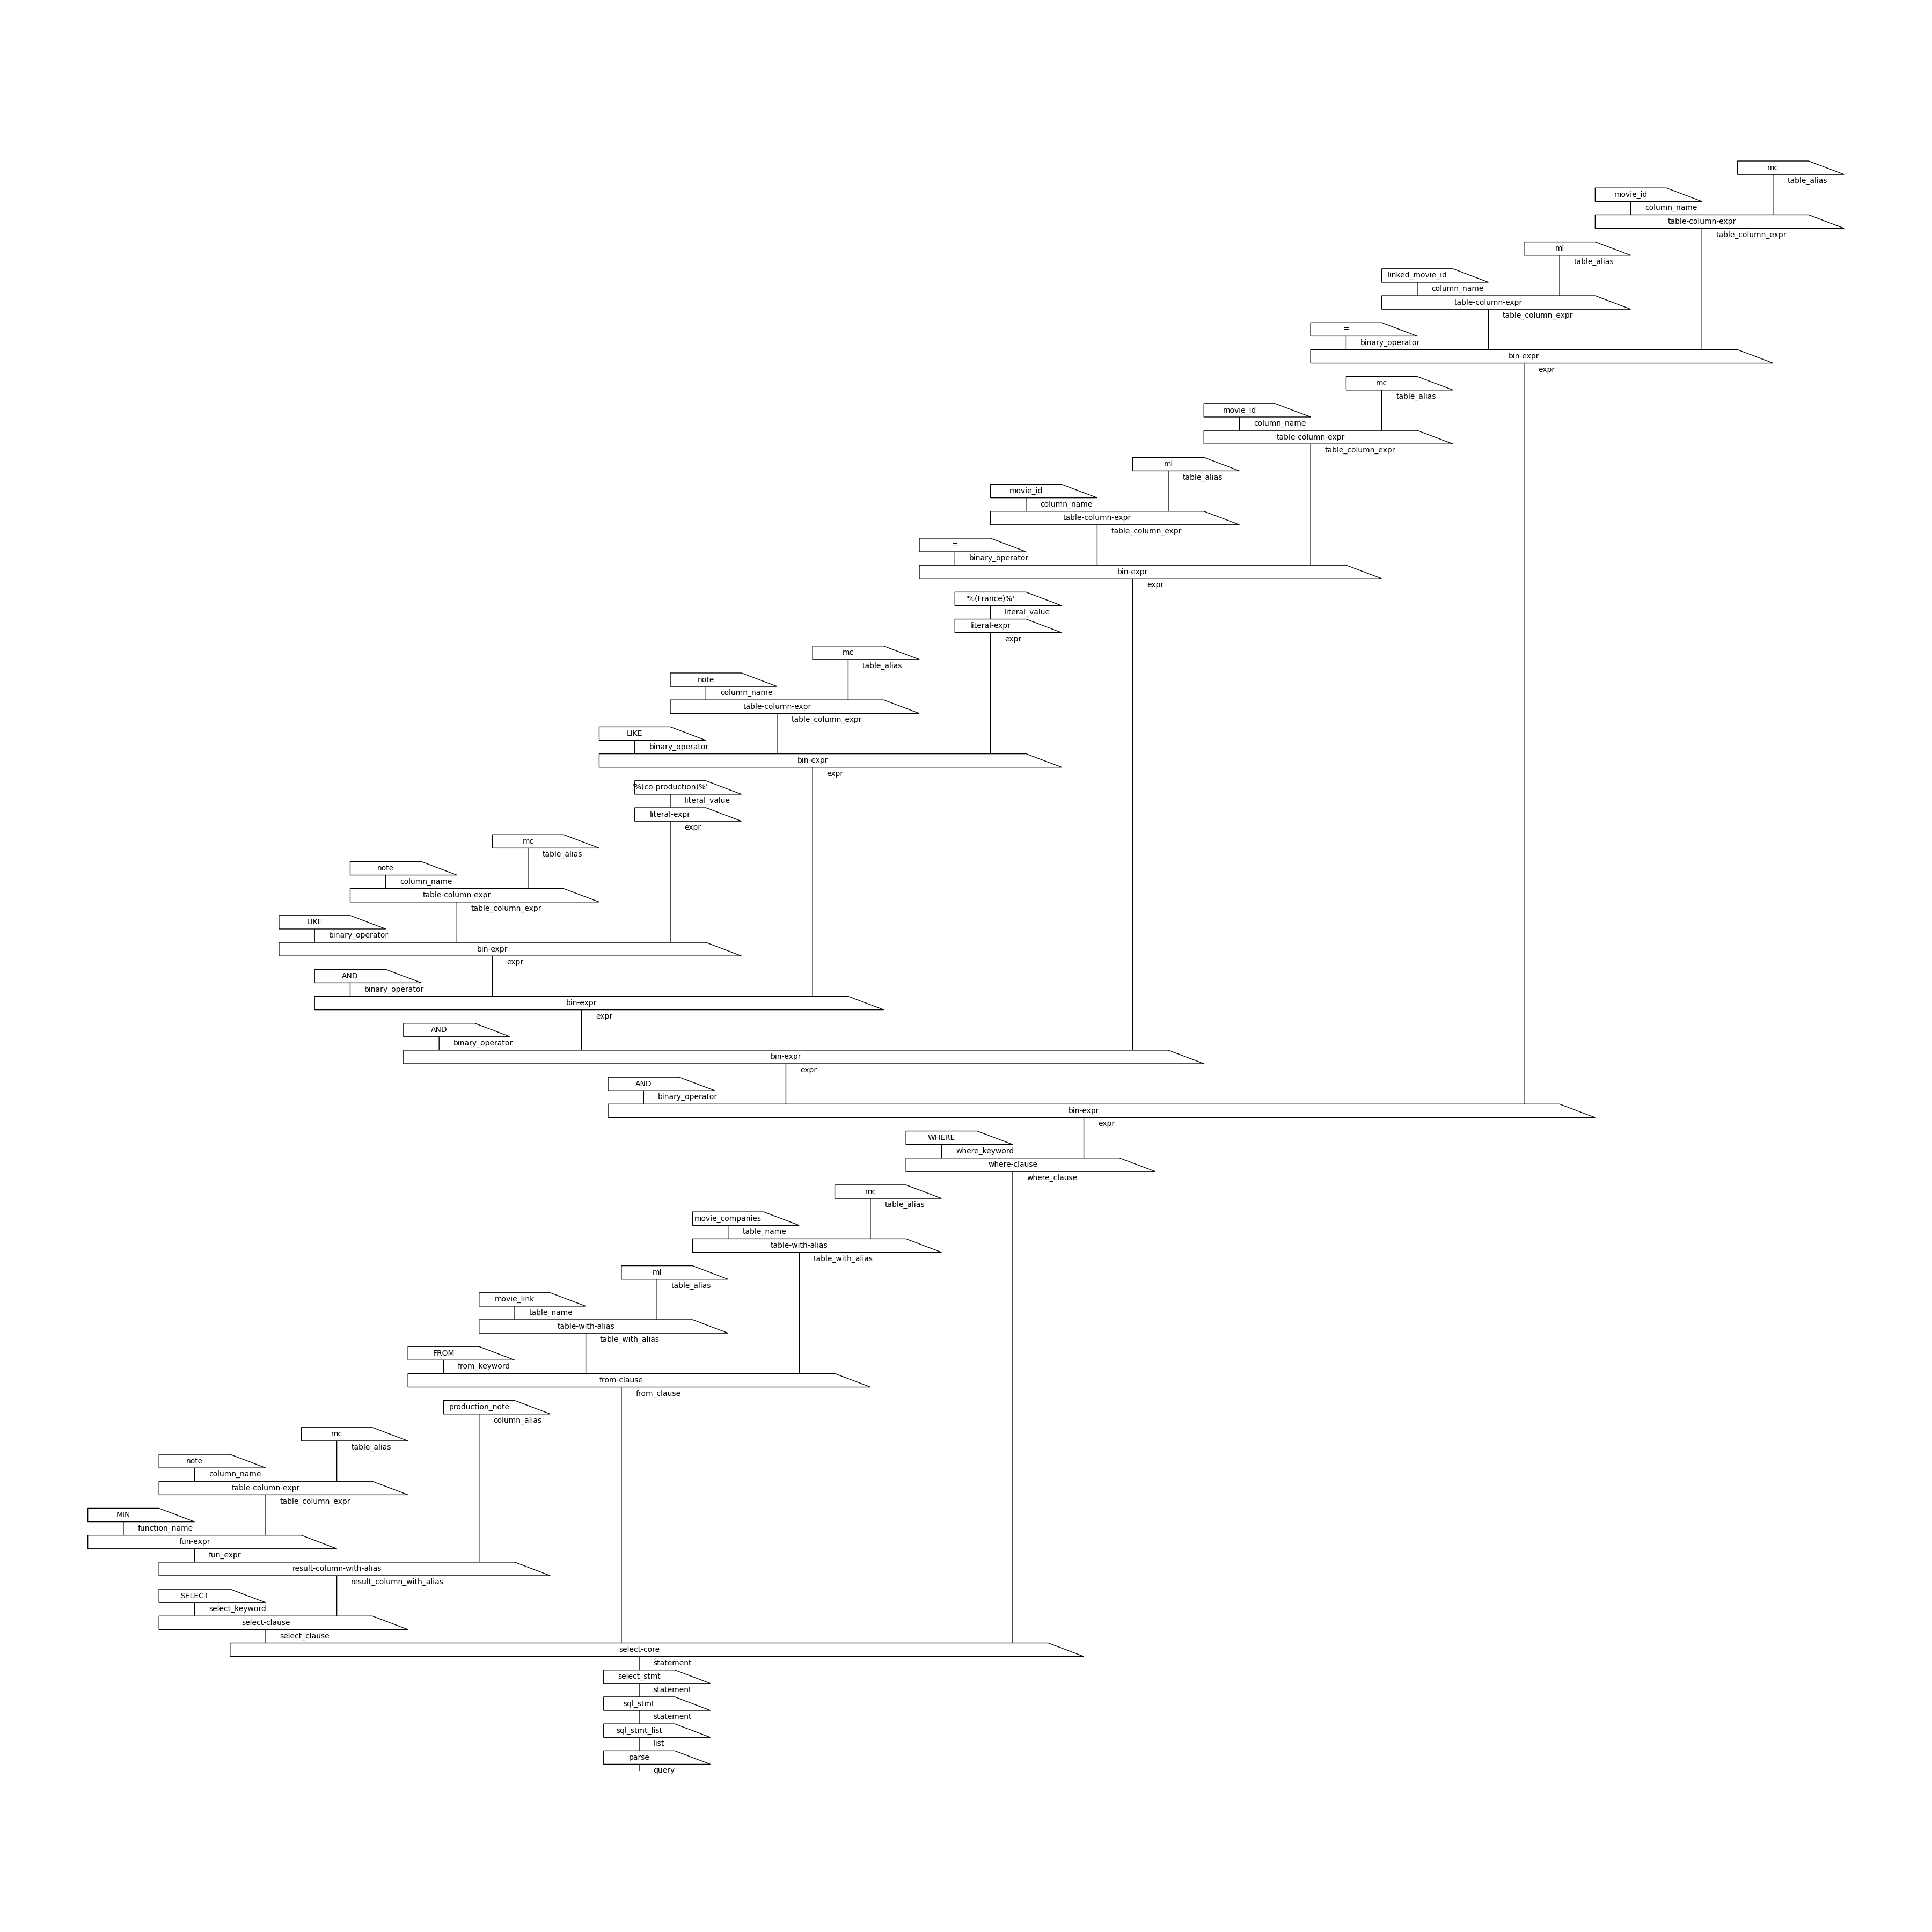 mc
table_alias
movie_id
column_name
table-column-expr
table_column_expr
ml
table_alias
linked_movie_id
column_name
table-column-expr
table_column_expr
=
binary_operator
bin-expr
expr
mc
table_alias
movie_id
column_name
table-column-expr
table_column_expr
ml
table_alias
movie_id
column_name
table-column-expr
table_column_expr
=
binary_operator
bin-expr
expr
'%(France)%'
literal_value
literal-expr
expr
mc
table_alias
note
column_name
table-column-expr
table_column_expr
LIKE
binary_operator
bin-expr
expr
'%(co-production)%'
literal_value
literal-expr
expr
mc
table_alias
note
column_name
table-column-expr
table_column_expr
LIKE
binary_operator
bin-expr
expr
AND
binary_operator
bin-expr
expr
AND
binary_operator
bin-expr
expr
AND
binary_operator
bin-expr
expr
WHERE
where_keyword
where-clause
where_clause
mc
table_alias
movie_companies
table_name
table-with-alias
table_with_alias
ml
table_alias
movie_link
table_name
table-with-alias
table_with_alias
FROM
from_keyword
from-clause
from_clause
production_note
column_alias
mc
table_alias
note
column_name
table-column-expr
table_column_expr
MIN
function_name
fun-expr
fun_expr
result-column-with-alias
result_column_with_alias
SELECT
select_keyword
select-clause
select_clause
select-core
statement
select_stmt
statement
sql_stmt
statement
sql_stmt_list
list
parse
query